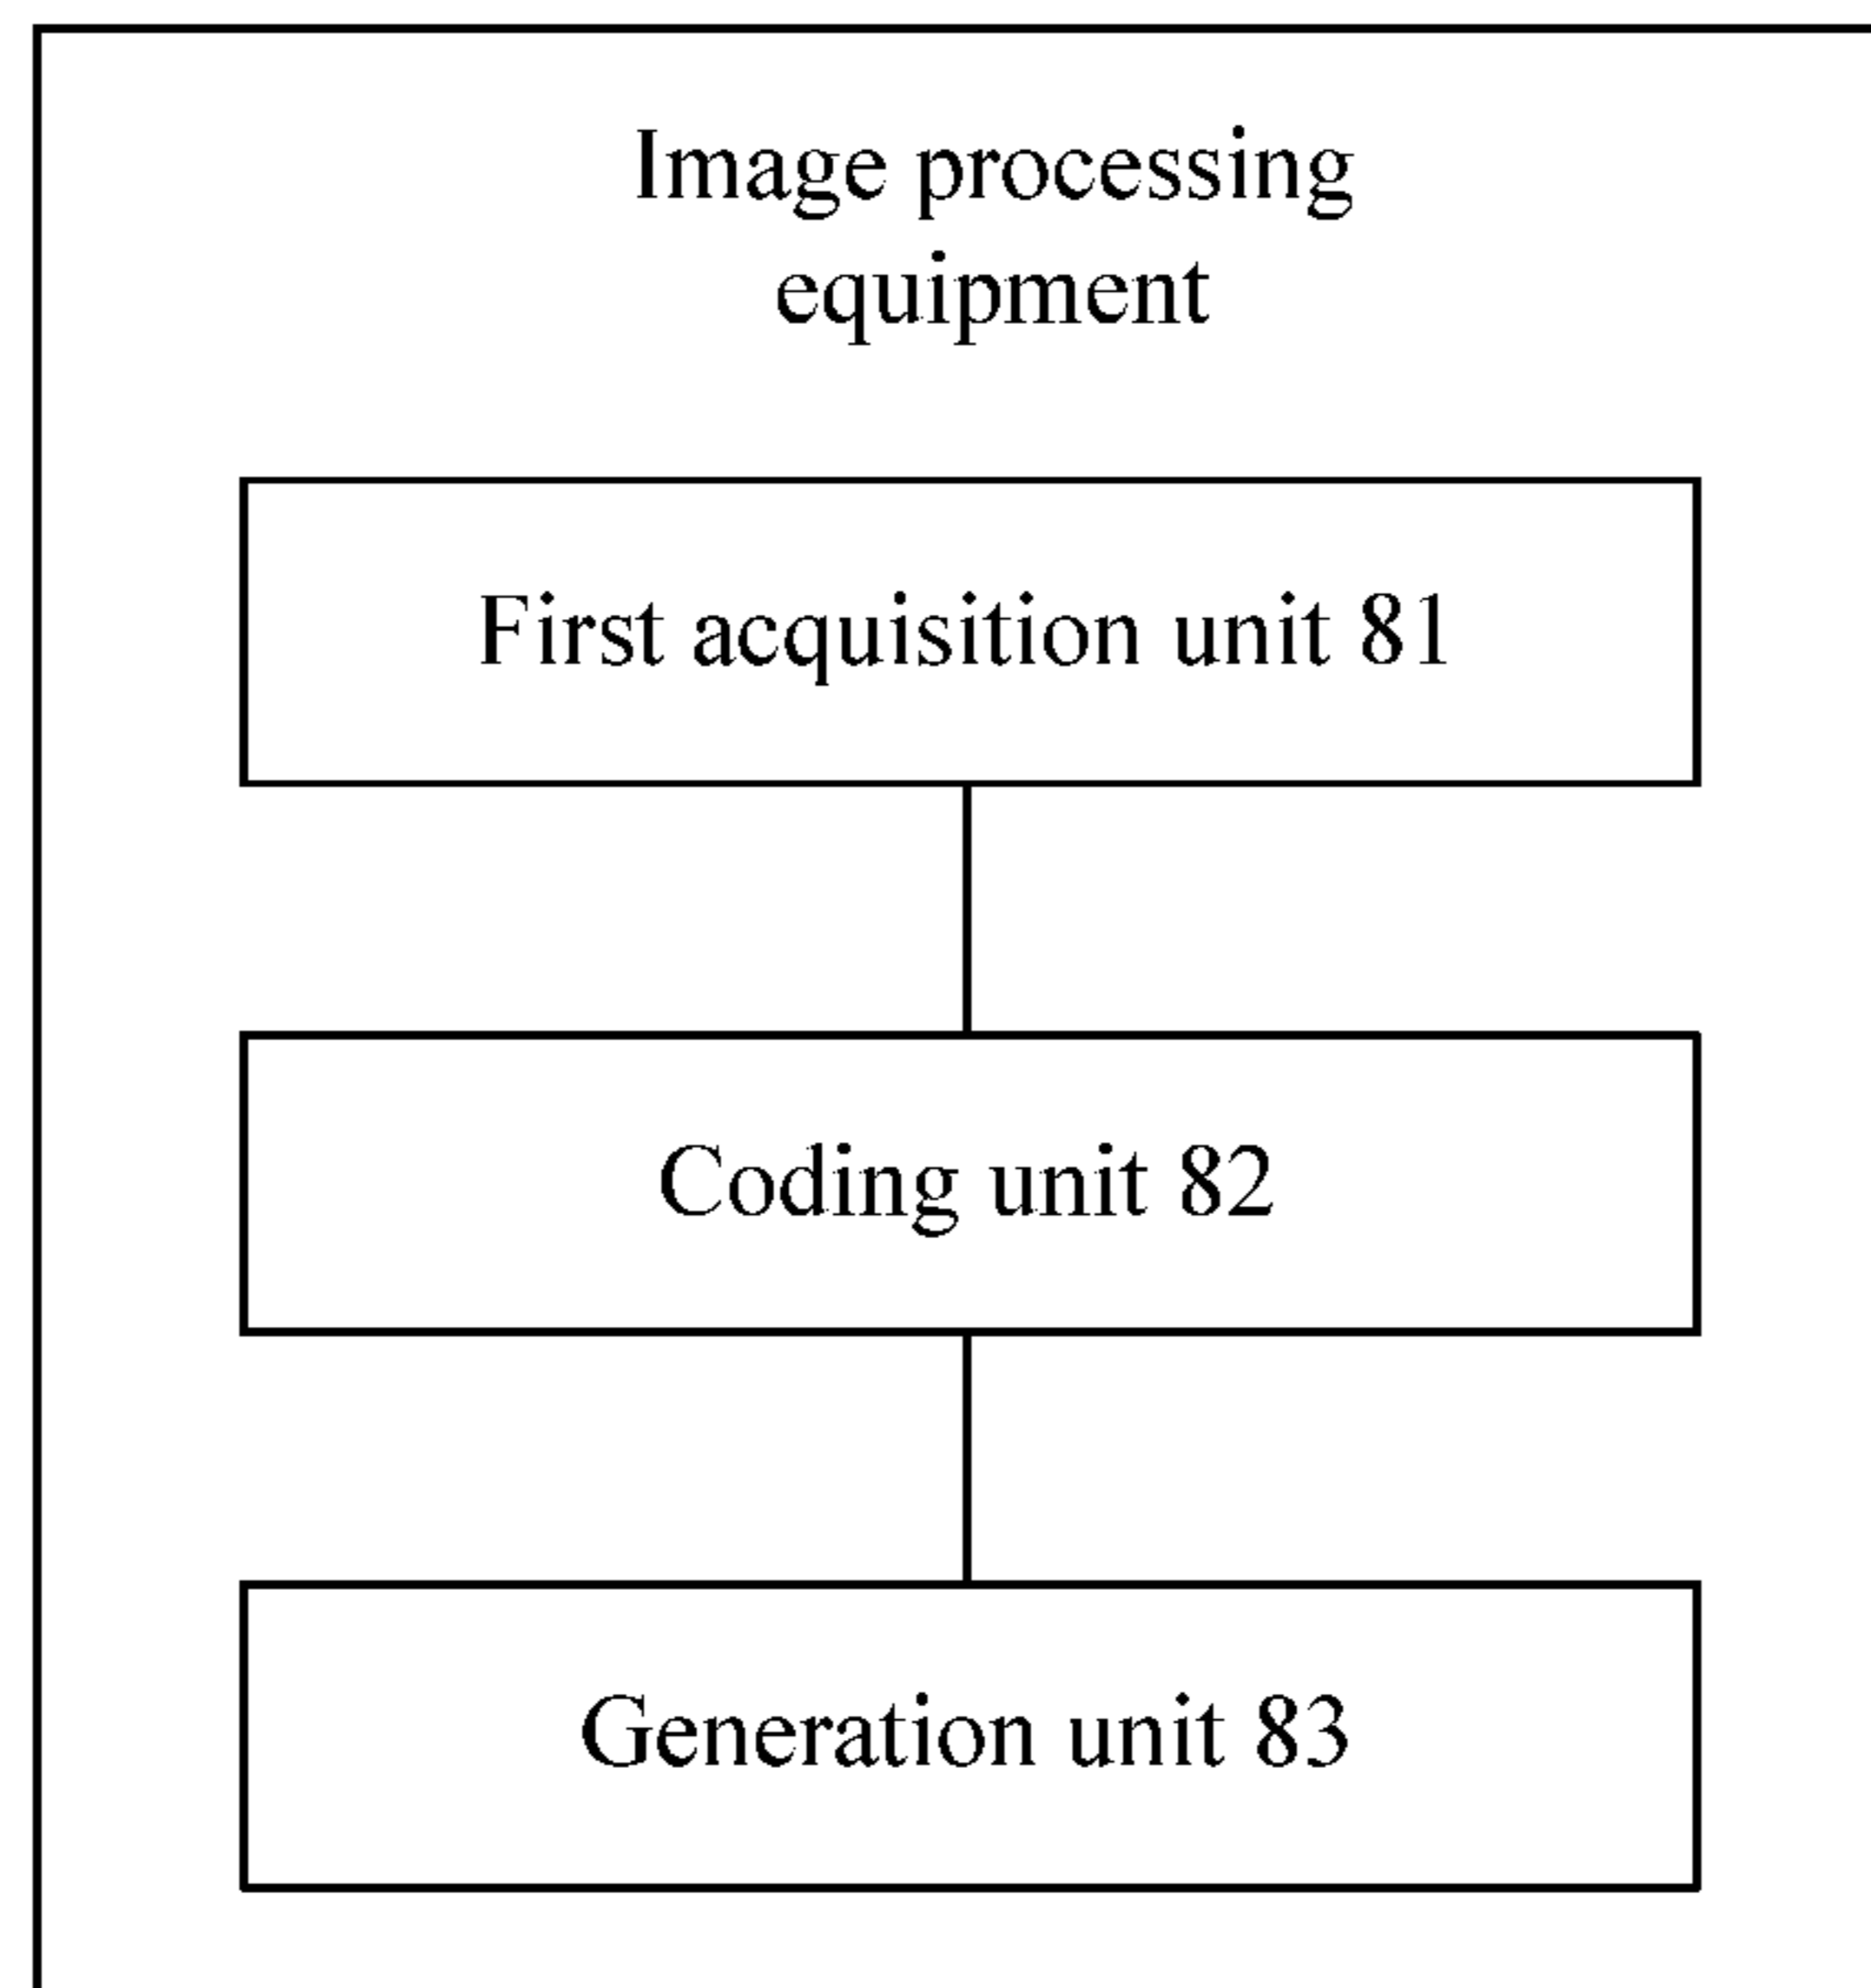 Image processing
equipment
First acquisition unit 81
Coding unit 82
Generation unit 83